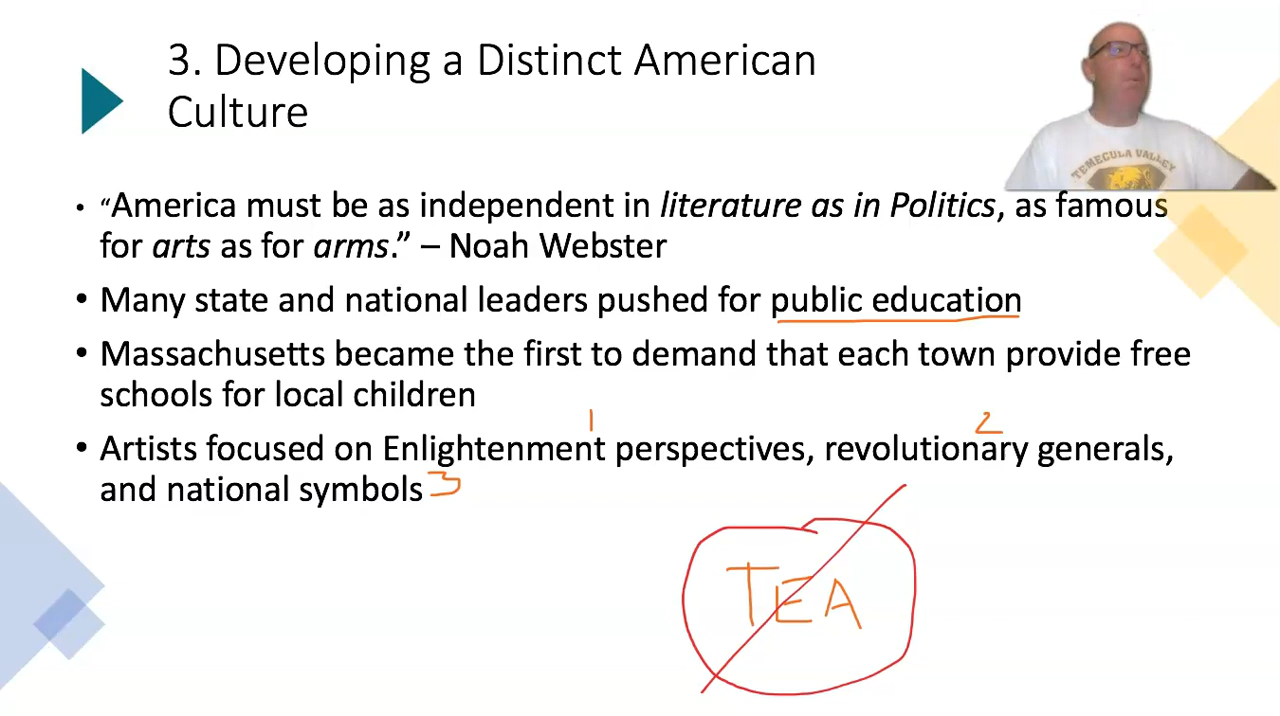 3. Developing a Distinct American
Culture
TEMECULA VALLEY
• “America must be as independent in literature as in Politics, as famous
for arts as for arms.” – Noah Webster
• Many state and national leaders pushed for public education
• Massachusetts became the first to demand that each town provide free
schools for local children
1 2
• Artists focused on Enlightenment perspectives, revolutionary generals,
and national symbols 3
TEA